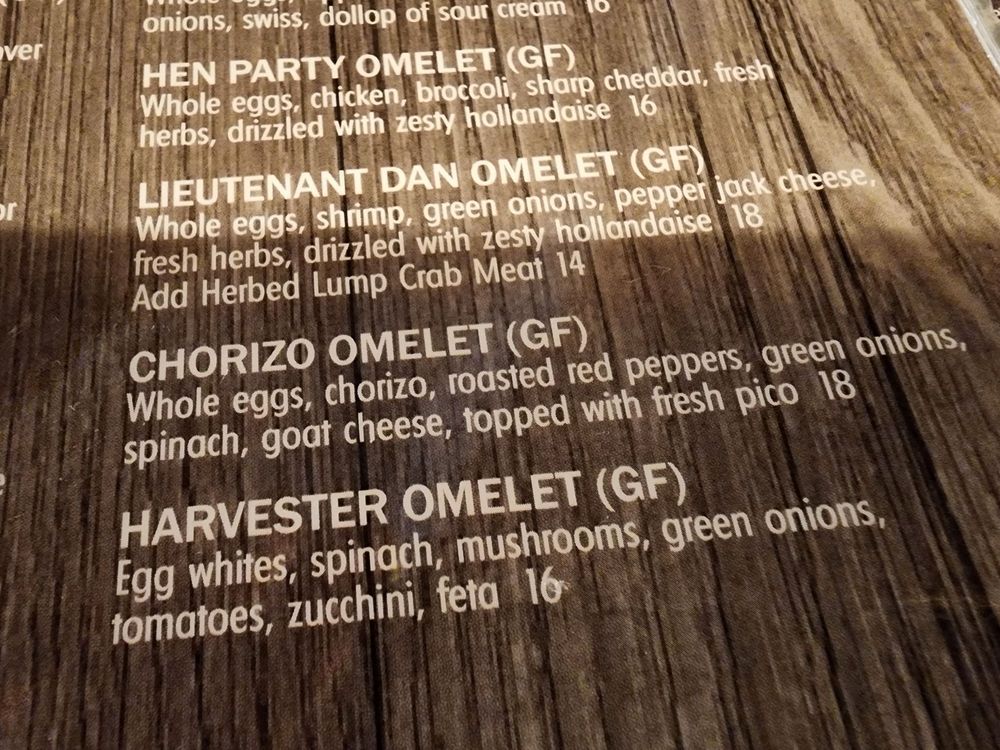 onions, swiss, dollop of sour cream 16
over
HEN PARTY OMELET (GF)
Whole eggs, chicken, broccoli, sharp cheddar, fresh
herbs, drizzled with zesty hollandaise 16
LIEUTENANT DAN OMELET (GF)
Whole eggs, shrimp, green onions, pepper jack cheese,
fresh herbs, drizzled with zesty hollandaise 18
Add Herbed Lump Crab Meat 14
CHORIZO OMELET (GF)
Whole eggs, chorizo, roasted red peppers, green onions,
spinach, goat cheese, topped with fresh pico 18
HARVESTER OMELET (GF)
Egg whites, spinach, mushrooms, green onions,
tomatoes, zucchini, feta 16